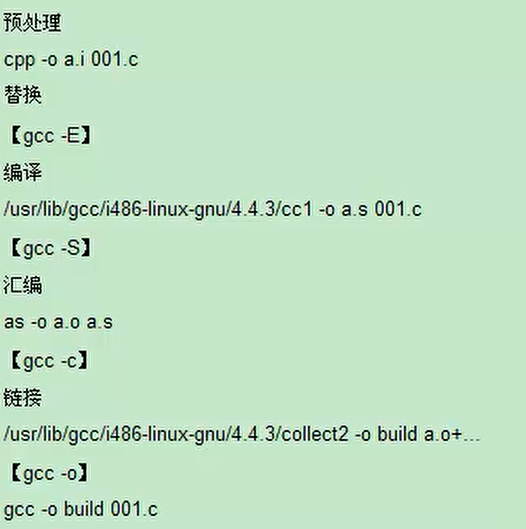 预处理
cpp -o a.i 001.c
替换
【gcc -E】
编译
/usr/lib/gcc/i486-linux-gnu/4.4.3/cc1 -o a.s 001.c
【gcc -S】
汇编
as -o a.o a.s
【gcc -c】
链接
/usr/lib/gcc/i486-linux-gnu/4.4.3/collect2 -o build a.o+...
【gcc -o】
gcc -o build 001.c